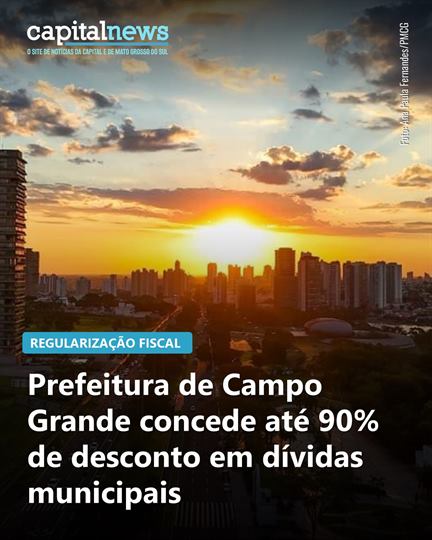 capitalnews
O SITE DE NOTÍCIAS DA CAPITAL E DE MATO GROSSO DO SUL
Foto: Ana Paula Fernandes/PMCG
REGULARIZAÇÃO FISCAL
Prefeitura de Campo
Grande concede até 90%
de desconto em dívidas
municipais